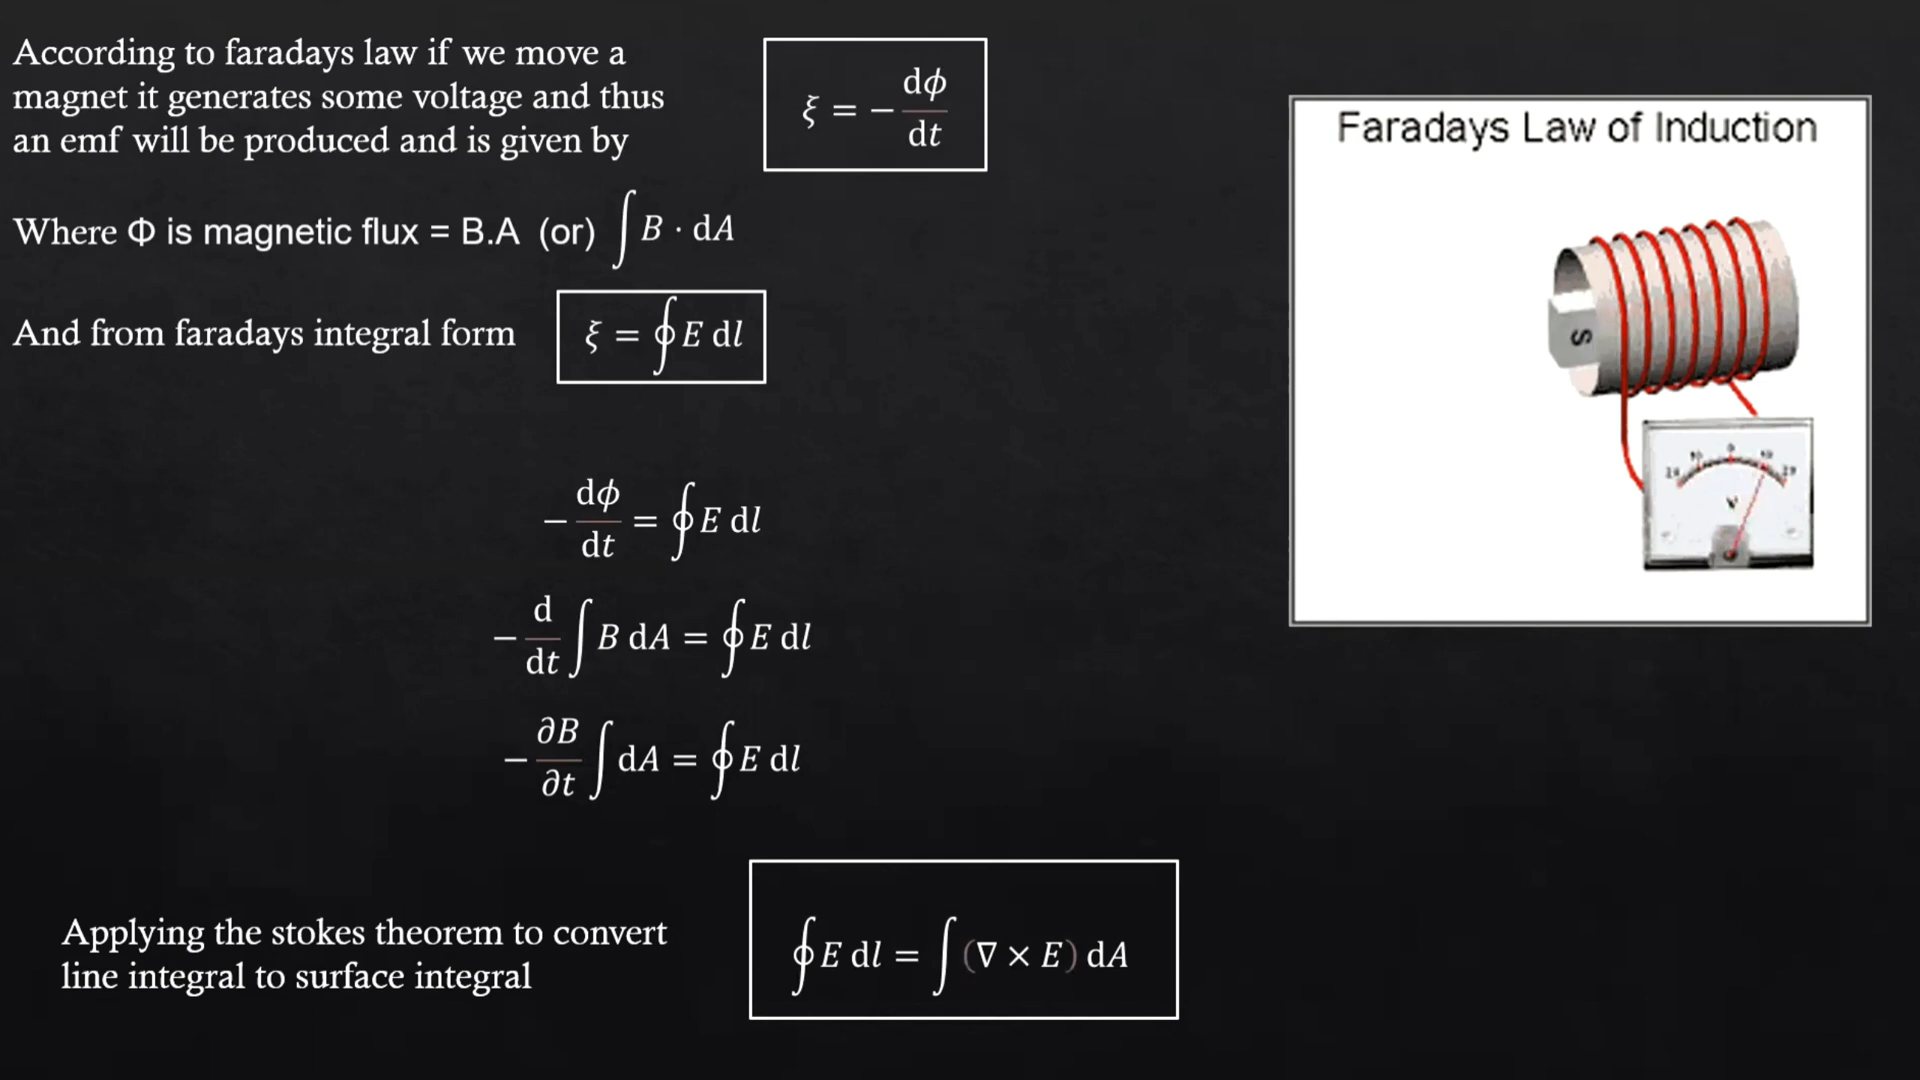 According to faradays law if we move a
magnet it generates some voltage and thus
an emf will be produced and is given by
ξ = − dϕ/dt
Where Φ is magnetic flux = B.A (or) ∫ B · dA
And from faradays integral form
ξ = ∮ E dl
− dϕ/dt = ∮ E dl
− d/dt ∫ B dA = ∮ E dl
− ∂B/∂t ∫ dA = ∮ E dl
Applying the stokes theorem to convert
line integral to surface integral
∮ E dl = ∫ (∇ × E) dA
Faradays Law of Induction
S
V